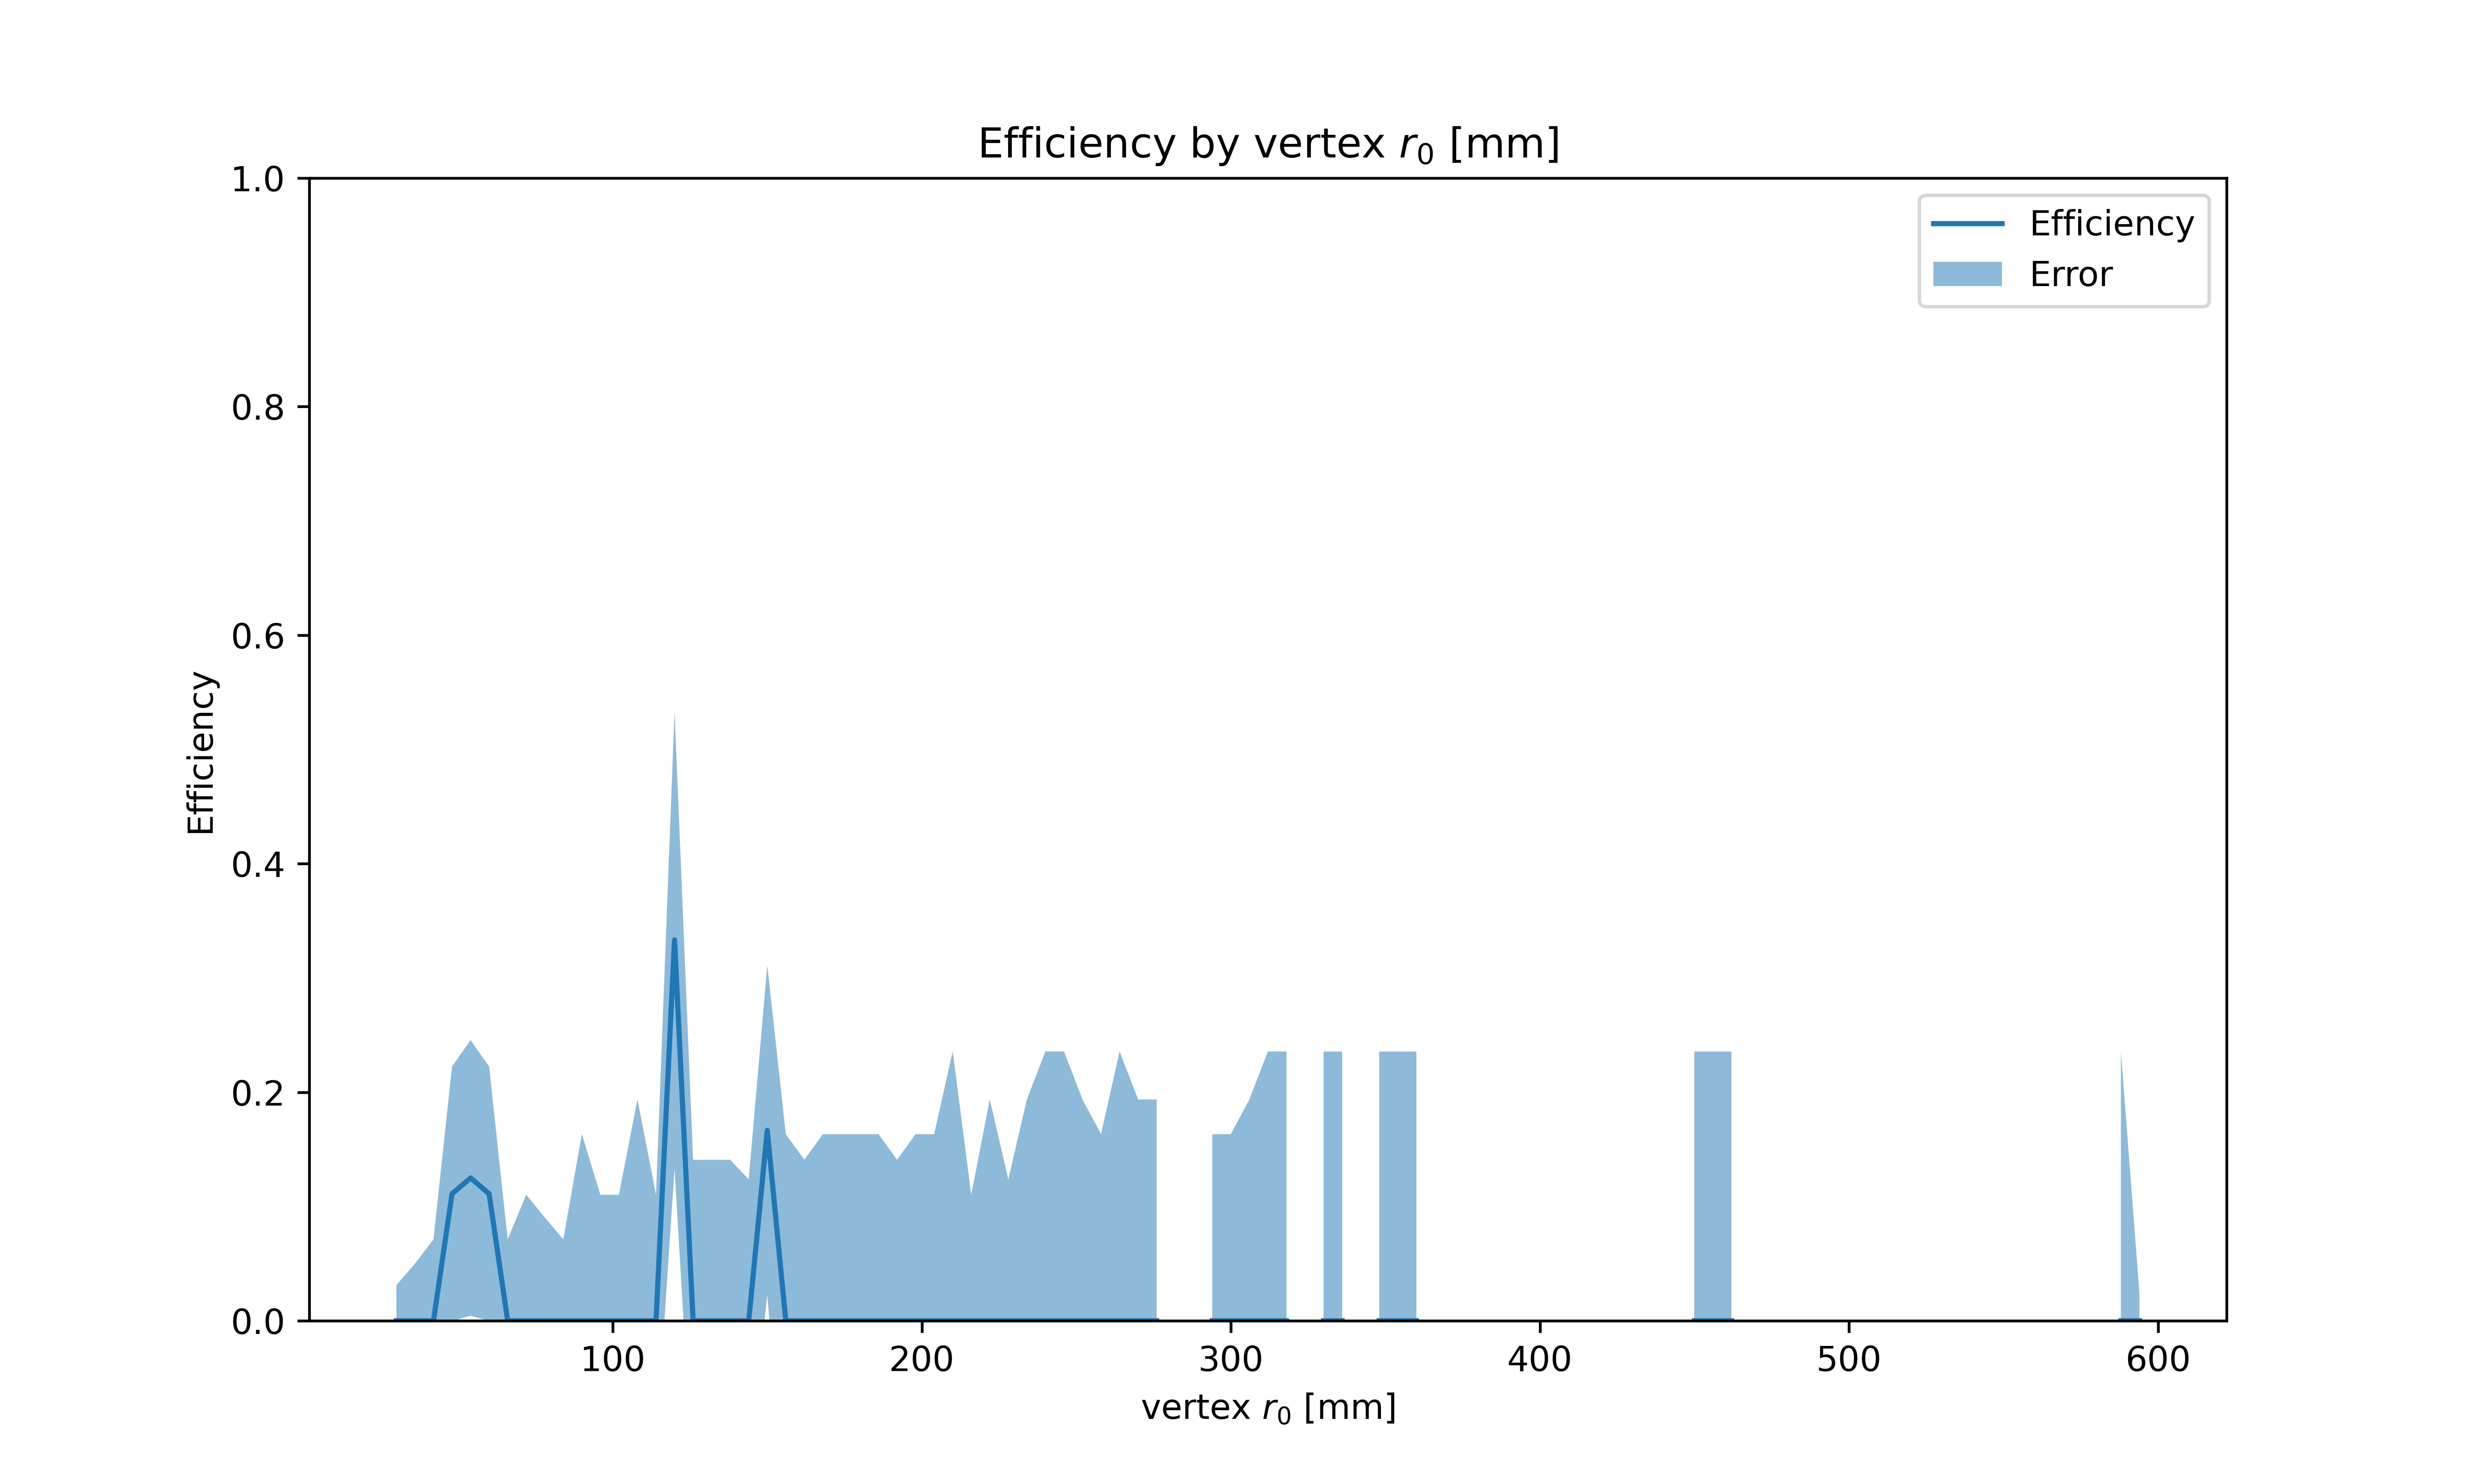 Efficiency by vertex r₀ [mm]
1.0
0.8
0.6
0.4
0.2
0.0
Efficiency
Efficiency
Error
100 200 300 400 500 600
vertex r₀ [mm]